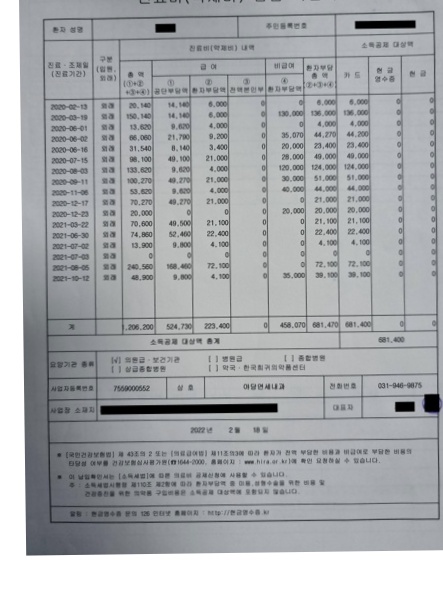 환자 성명 주민등록번호
진료·조제일 (진료기간) 구분 (입원, 외래) 진료비(약제비) 내역 소득공제 대상액
총액 (①+② +③+④) 급여 비급여 환자부담 총액 ②+③+④) 카드 현금 영수증 현금
① 공단부담액 ② 환자부담액 ③ 전액본인부 ④ 환자부담액
2020-02-13 외래 20,140 14,140 6,000 0 0 6,000 6,000 0 0
2020-03-19 외래 150,140 14,140 6,000 0 130,000 136,000 136,000 0 0
2020-06-01 외래 13,620 9,620 4,000 0 0 4,000 4,000 0 0
2020-06-02 외래 66,060 21,790 9,200 0 35,070 44,270 44,200 0 0
2020-06-16 외래 31,540 8,140 3,400 0 20,000 23,400 23,400 0 0
2020-07-15 외래 98,100 49,100 21,000 0 28,000 49,000 49,000 0 0
2020-08-03 외래 133,620 9,620 4,000 0 120,000 124,000 124,000 0 0
2020-09-11 외래 100,270 49,270 21,000 0 30,000 51,000 51,000 0 0
2020-11-06 외래 53,620 9,620 4,000 0 40,000 44,000 44,000 0 0
2020-12-17 외래 70,270 49,270 21,000 0 0 21,000 21,000 0 0
2020-12-23 외래 20,000 0 0 0 20,000 20,000 20,000 0 0
2021-03-22 외래 70,600 49,500 21,100 0 0 21,100 21,100 0 0
2021-06-30 외래 74,860 52,460 22,400 0 0 22,400 22,400 0 0
2021-07-02 외래 13,900 9,800 4,100 0 0 4,100 4,100 0 0
2021-07-03 외래 0 0 0 0 0 0 0 0 0
2021-08-05 외래 240,560 168,460 72,100 0 0 72,100 72,100 0 0
2021-10-12 외래 48,900 9,800 4,100 0 35,000 39,100 39,100 0 0
계 1,206,200 524,730 223,400 0 458,070 681,470 681,400 0 0
소득공제 대상액 총계 681,400
요양기관 종류 [√] 의원급·보건기관 [ ] 병원급 [ ] 종합병원
[ ] 상급종합병원 [ ] 약국·한국희귀의약품센터
사업자등록번호 7559000552 상호 아담연세내과 전화번호 031-946-9875
사업장 소재지 대표자
2022년 2월 18일
* [국민건강보험법] 제 43조의 2 또는 [의료급여법] 제11조의3에 따라 환자가 전액 부담한 비용과 비급여로 부담한 비용의
타당성 여부를 건강보험심사평가원(☎1644-2000, 홈페이지 : www.hira.or.kr)에 확인 요청하실 수 있습니다.
* 이 납입확인서는 [소득세법]에 따른 의료비 공제신청에 사용할 수 있습니다.
주 : 소득세법시행령 제110조 제2항에 따라 환자부담액 중 미용,성형수술을 위한 비용 및
건강증진을 위한 의약품 구입비용은 소득공제 대상액에 포함되지 않습니다.
알림 : 현금영수증 문의 126 인터넷 홈페이지 : http://현금영수증.kr